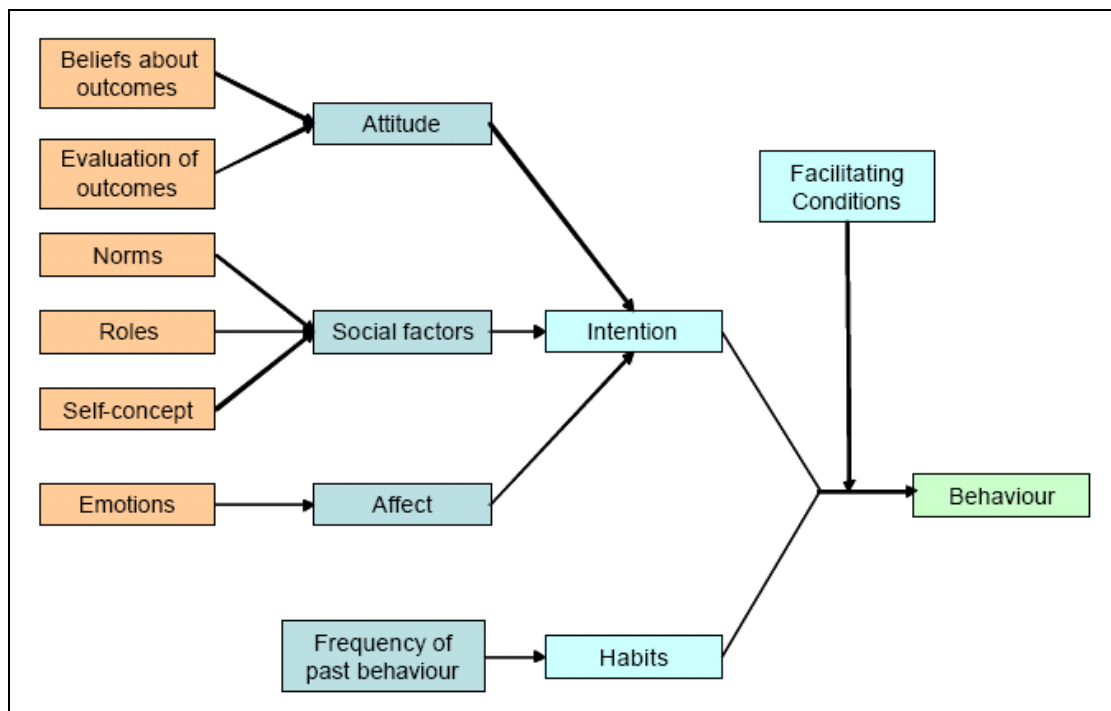 Beliefs about
outcomes
Attitude
Evaluation of
outcomes
Facilitating
Conditions
Norms
Roles
Social factors
Intention
Self-concept
Emotions
Affect
Behaviour
Frequency of
past behaviour
Habits